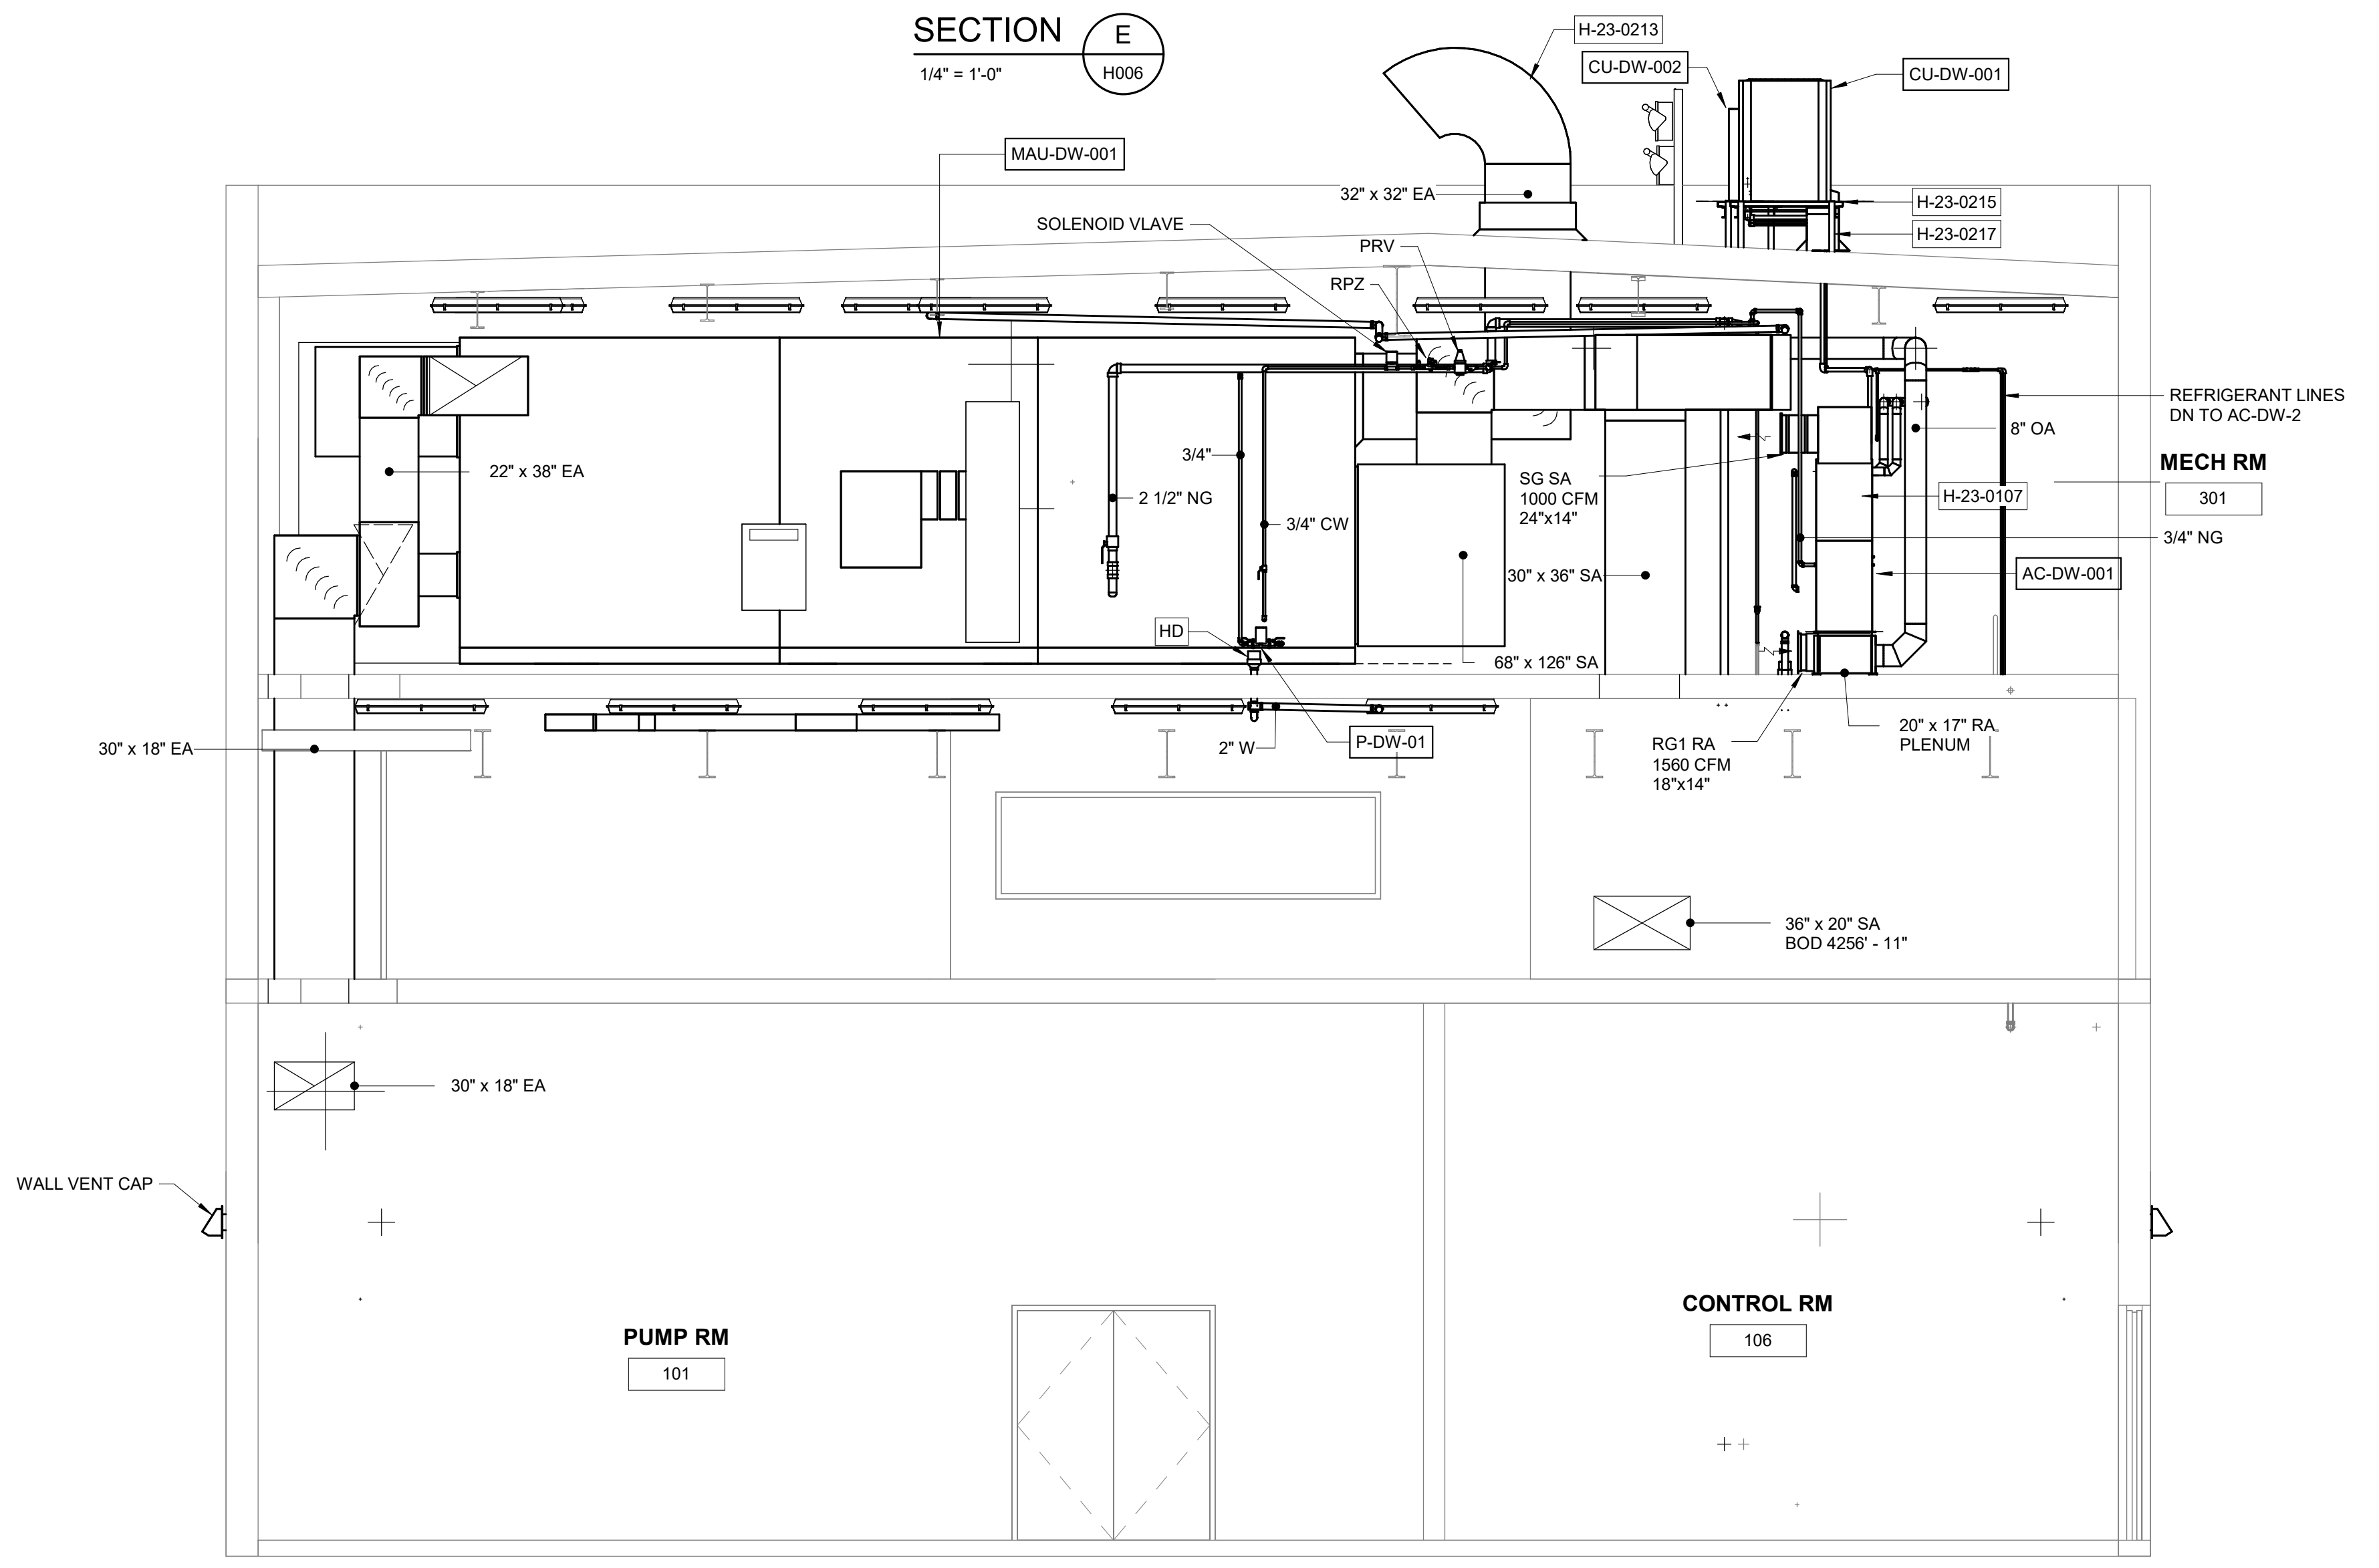 SECTION
E
1/4" = 1'-0"
H006
H-23-0213
CU-DW-002
CU-DW-001
MAU-DW-001
32" x 32" EA
H-23-0215
SOLENOID VLAVE
H-23-0217
PRV
RPZ
REFRIGERANT LINES
DN TO AC-DW-2
8" OA
3/4"
MECH RM
301
22" x 38" EA
2 1/2" NG
SG SA
1000 CFM
24"x14"
H-23-0107
3/4" CW
3/4" NG
30" x 36" SA
AC-DW-001
HD
68" x 126" SA
30" x 18" EA
2" W
P-DW-01
RG1 RA
1560 CFM
18"x14"
20" x 17" RA
PLENUM
36" x 20" SA
BOD 4256' - 11"
30" x 18" EA
WALL VENT CAP
PUMP RM
101
CONTROL RM
106